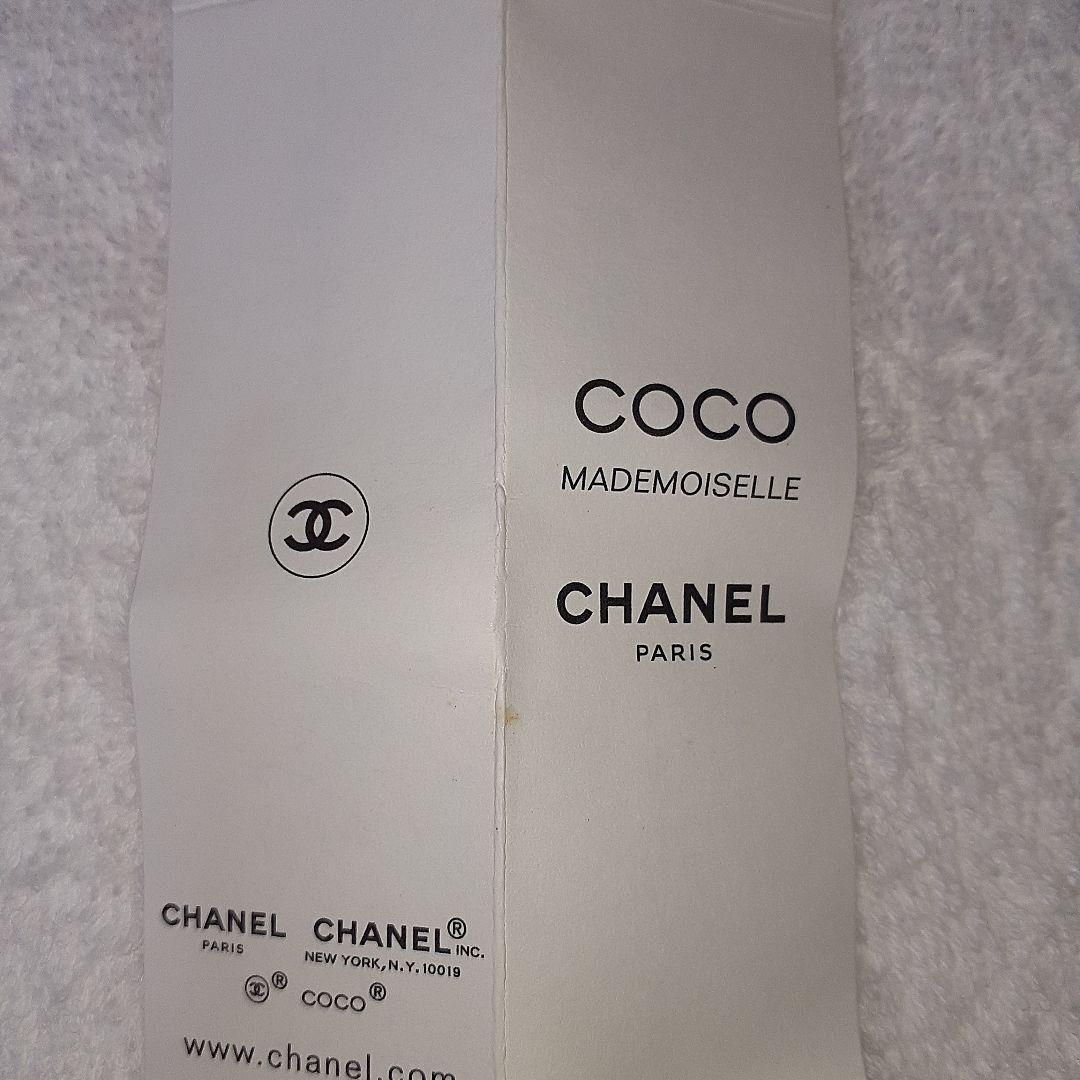 COCO
MADEMOISELLE
CHANEL
PARIS
CHANEL
PARIS
CHANEL® INC.
NEW YORK, N.Y. 10019
® COCO®
www.chanel.com